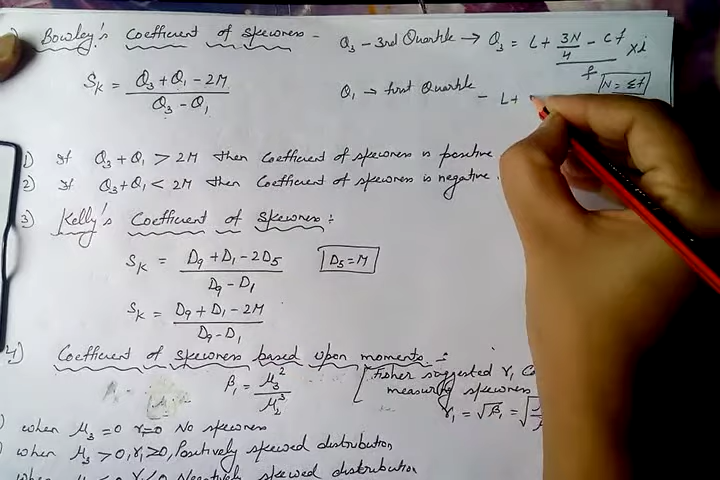 Bowley's Coefficient of skewness -
Q3 - 3rd Quartile → Q3 = L + (3N/4 - cf)/f × i
Sk = (Q3 + Q1 - 2M)/(Q3 - Q1)
N = Σf
Q1 → first Quartile - L+
1) If Q3 + Q1 > 2M then Coefficient of skewness is positive
2) If Q3 + Q1 < 2M then Coefficient of skewness is negative.
3) Kelly's Coefficient of Skewness :
Sk = (D9 + D1 - 2D5)/(D9 - D1)
D5 = M
Sk = (D9 + D1 - 2M)/(D9 - D1)
4) Coefficient of skewness based upon moments :
β1 = μ3²/μ2³
Fisher suggested γ1
measuring skewness
γ1 = √β1 =
when μ3 = 0 γ=0 No skewness
when μ3 > 0, γ1 > 0, Positively skewed distribution
when Negatively skewed distribution